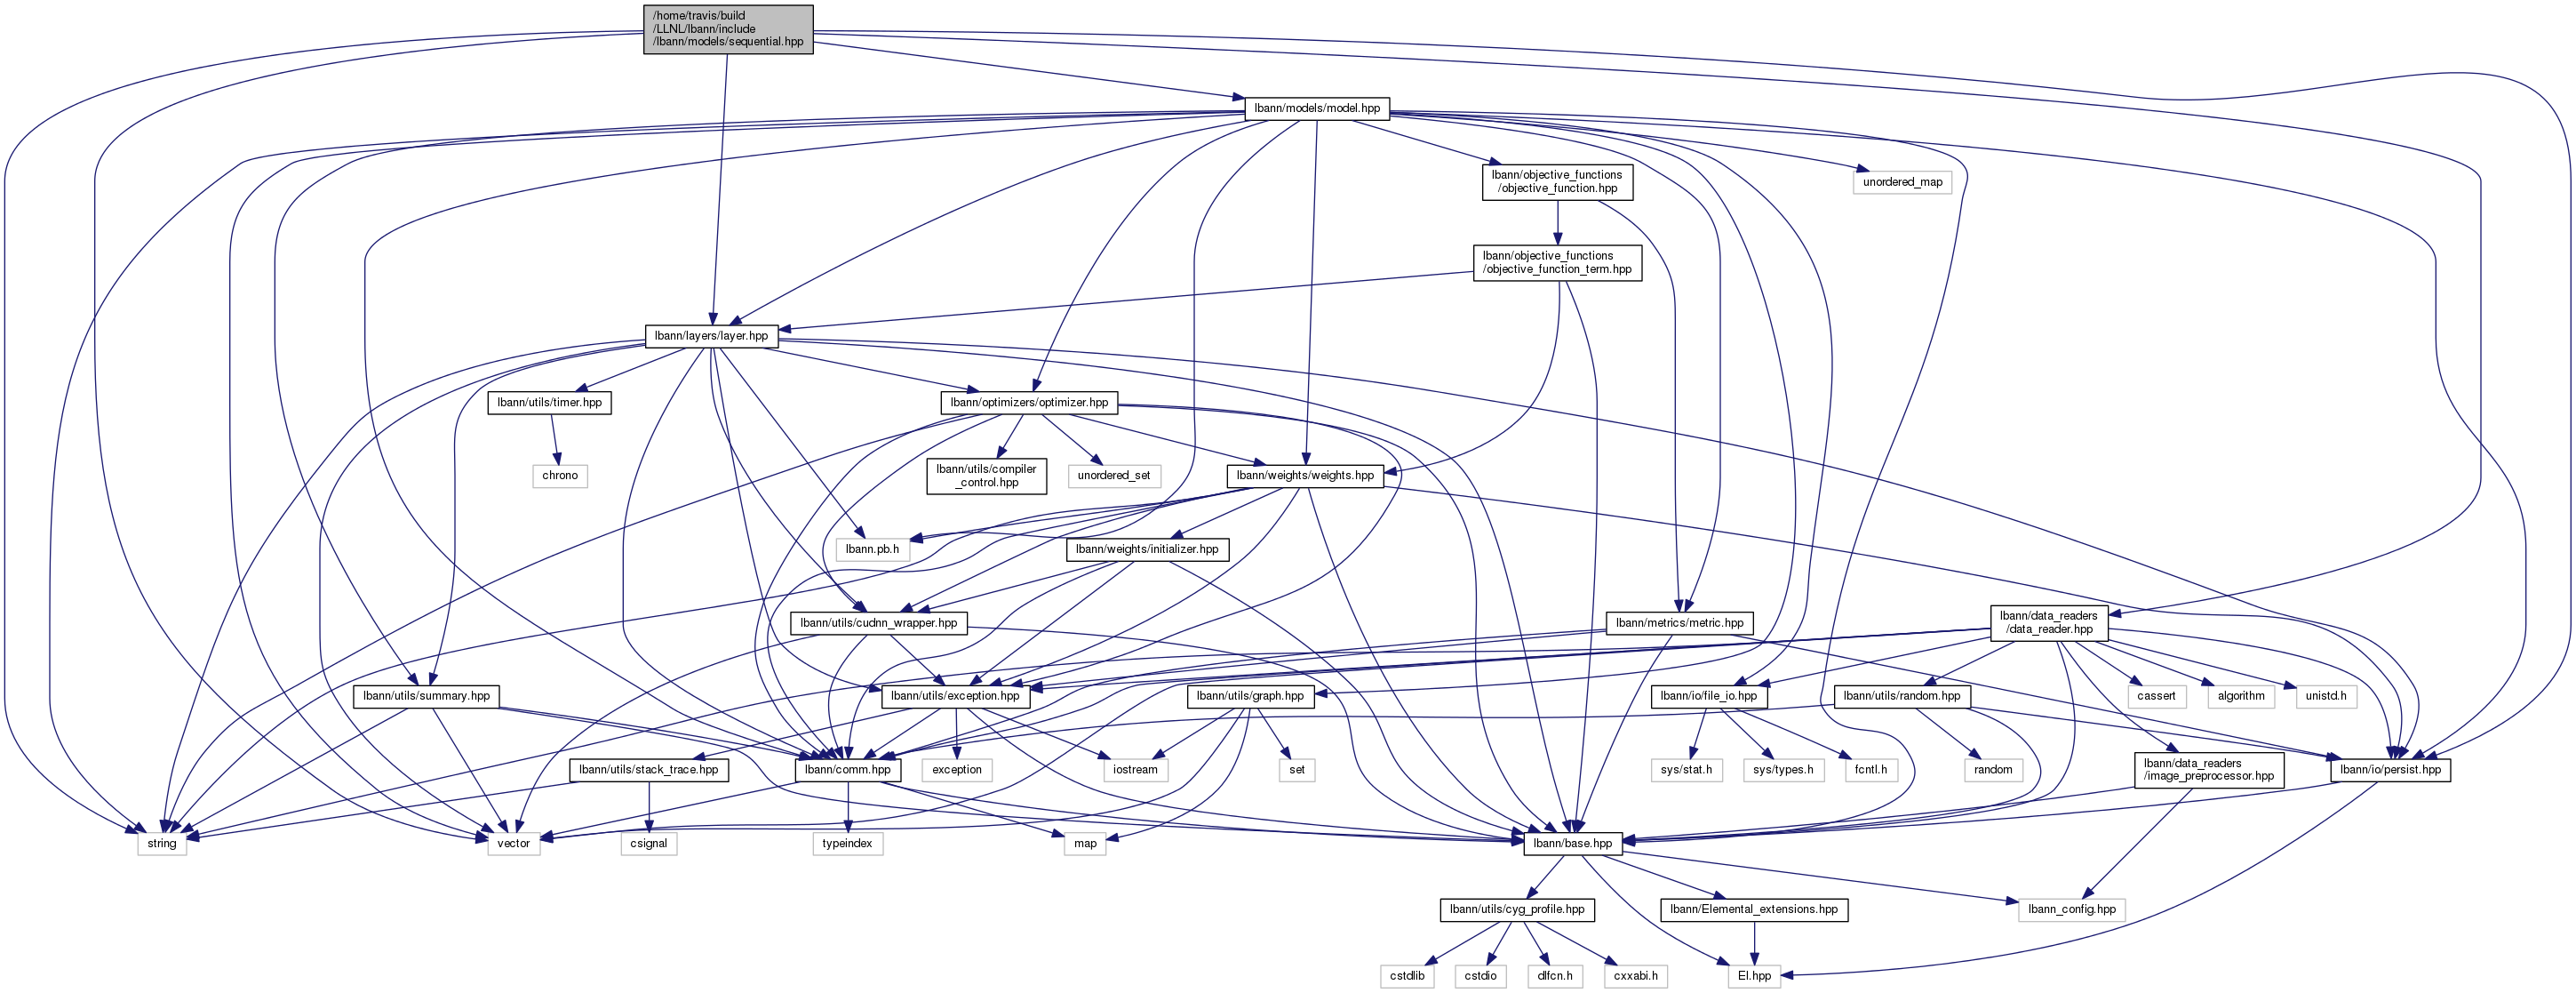 /home/travis/build
/LLNL/lbann/include
/lbann/models/sequential.hpp
lbann/models/model.hpp
lbann/objective_functions
/objective_function.hpp
unordered_map
lbann/objective_functions
/objective_function_term.hpp
lbann/layers/layer.hpp
lbann/utils/timer.hpp
lbann/optimizers/optimizer.hpp
chrono
lbann/utils/compiler
_control.hpp
unordered_set
lbann/weights/weights.hpp
lbann.pb.h
lbann/weights/initializer.hpp
lbann/utils/cudnn_wrapper.hpp
lbann/metrics/metric.hpp
lbann/data_readers
/data_reader.hpp
lbann/utils/summary.hpp
lbann/utils/exception.hpp
lbann/utils/graph.hpp
lbann/io/file_io.hpp
lbann/utils/random.hpp
cassert
algorithm
unistd.h
lbann/utils/stack_trace.hpp
lbann/comm.hpp
exception
iostream
set
sys/stat.h
sys/types.h
fcntl.h
random
lbann/data_readers
/image_preprocessor.hpp
lbann/io/persist.hpp
string
vector
csignal
typeindex
map
lbann/base.hpp
lbann/utils/cyg_profile.hpp
lbann/Elemental_extensions.hpp
lbann_config.hpp
cstdlib
cstdio
dlfcn.h
cxxabi.h
El.hpp